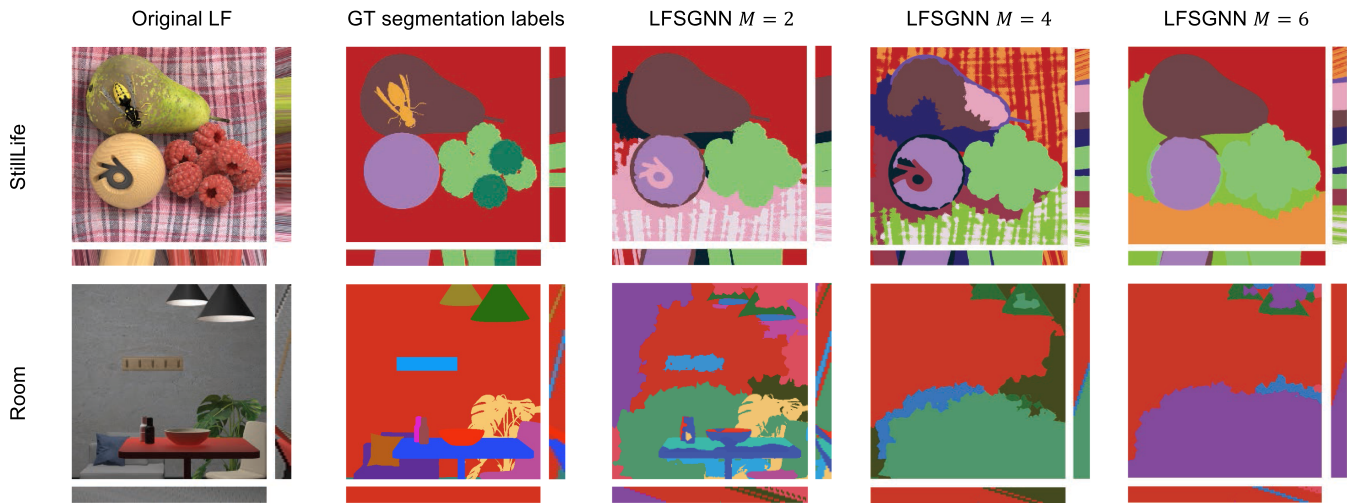 Original LF
GT segmentation labels
LFSGNN M = 2
LFSGNN M = 4
LFSGNN M = 6
StillLife
Room